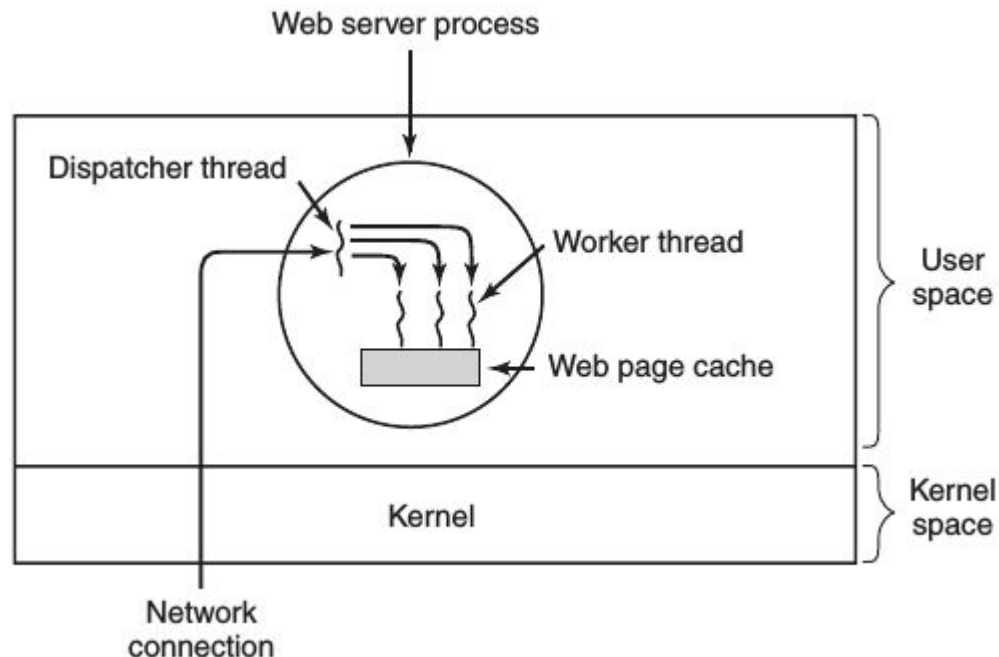 Web server process
Dispatcher thread
Worker thread
User
space
Web page cache
Kernel
Kernel
space
Network
connection